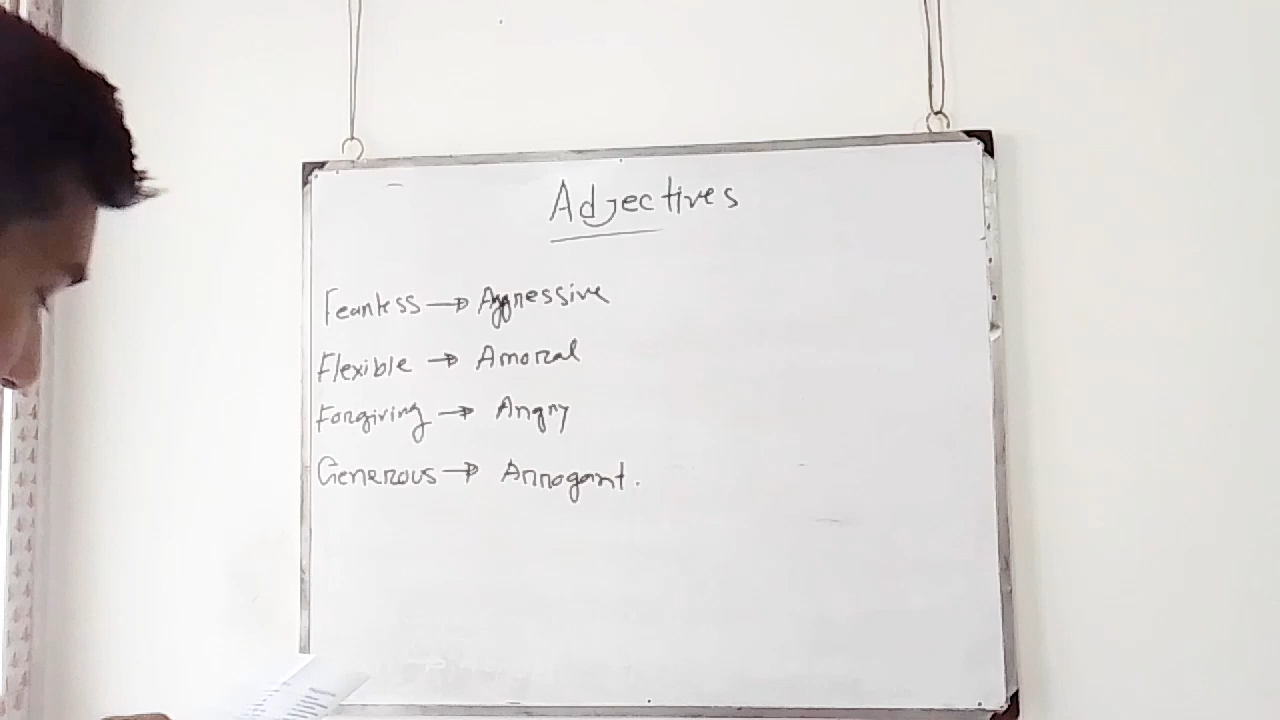 Adjectives
Fearless → Aggressive
Flexible → Amoral
Forgiving → Angry
Generous → Arrogant.